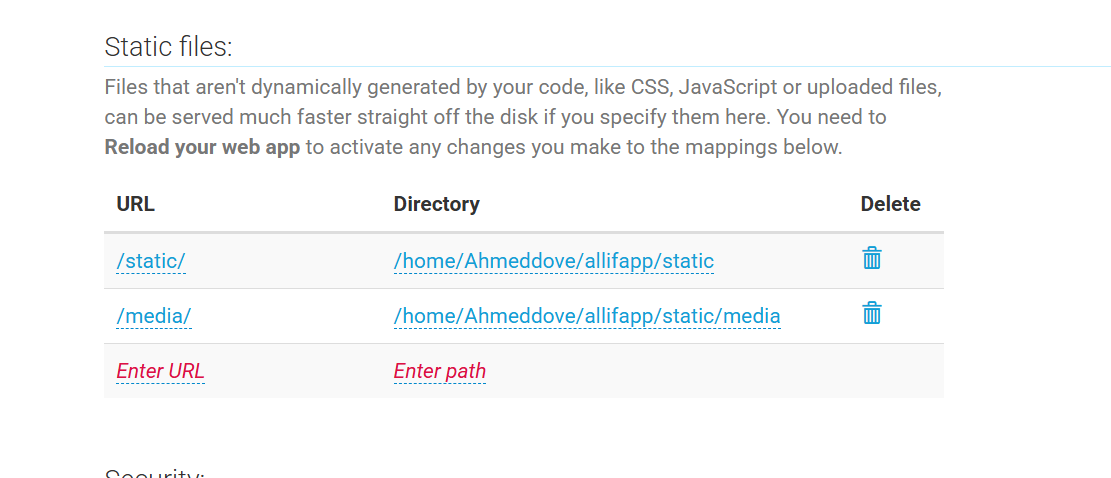 Static files:
Files that aren't dynamically generated by your code, like CSS, JavaScript or uploaded files,
can be served much faster straight off the disk if you specify them here. You need to
Reload your web app to activate any changes you make to the mappings below.
URL Directory Delete
/static/ /home/Ahmeddove/allifapp/static
/media/ /home/Ahmeddove/allifapp/static/media
Enter URL Enter path
Security: